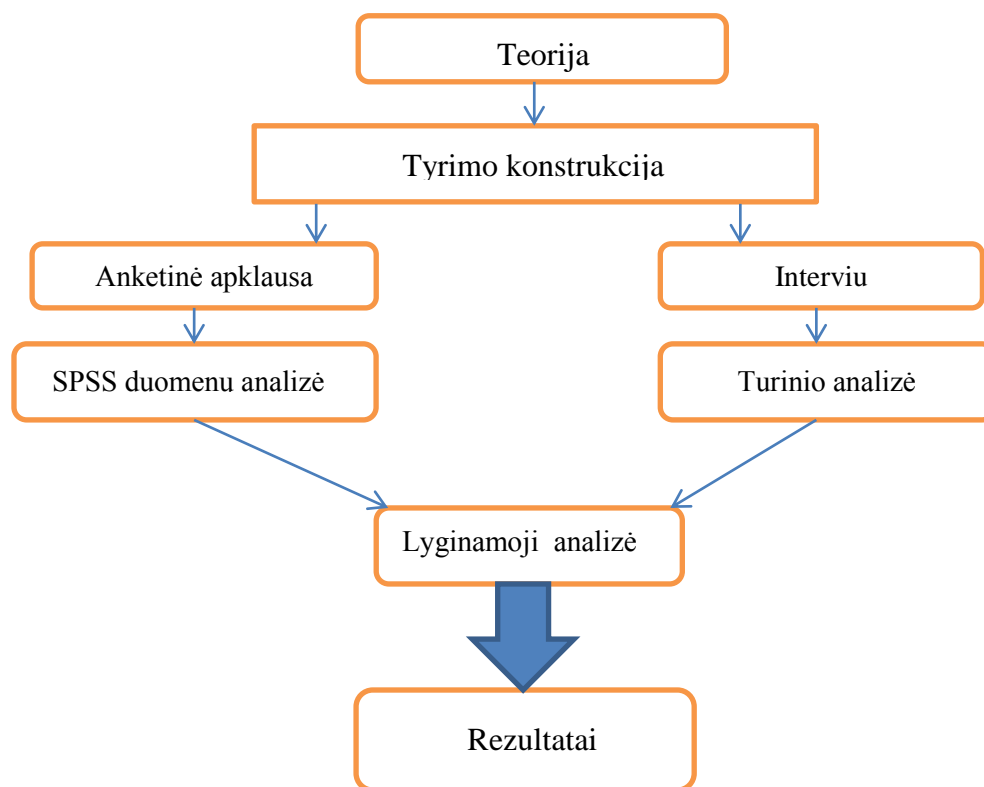 Teorija
Tyrimo konstrukcija
Anketinė apklausa
Interviu
SPSS duomenu analizė
Turinio analizė
Lyginamoji analizė
Rezultatai